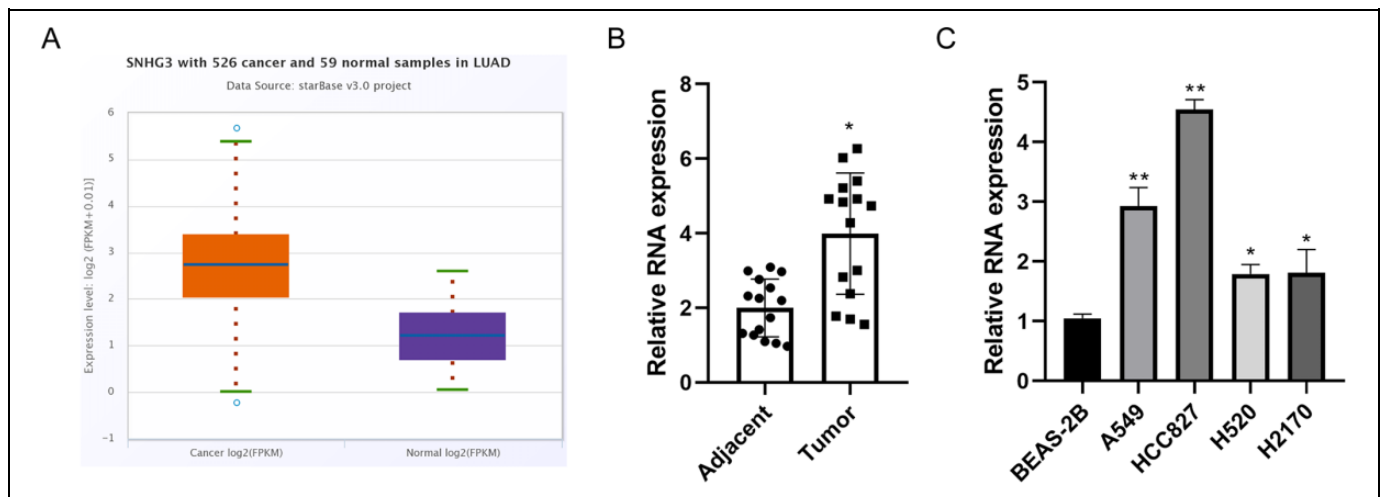 A
SNHG3 with 526 cancer and 59 normal samples in LUAD
Data Source: starBase v3.0 project
Expression level: log2 (FPKM+0.01)]
6
5
4
3
2
1
0
-1
Cancer log2(FPKM)
Normal log2(FPKM)
B
Relative RNA expression
8
6
4
2
0
*
Adjacent
Tumor
C
Relative RNA expression
5
4
3
2
1
0
**
**
*
*
BEAS-2B
A549
HCC827
H520
H2170